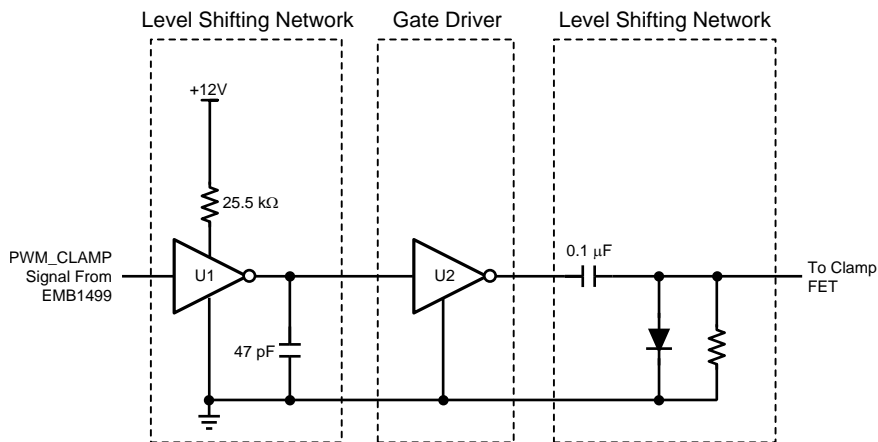 Level Shifting Network
Gate Driver
Level Shifting Network
+12V
25.5 kΩ
PWM_CLAMP
Signal From
EMB1499
U1
U2
0.1 μF
To Clamp
FET
47 pF